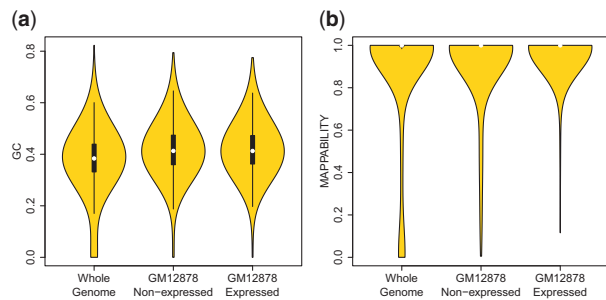 (a)
GC
0.8
0.6
0.4
0.2
0.0
Whole
Genome
GM12878
Non-expressed
GM12878
Expressed
(b)
MAPPABILITY
1.0
0.8
0.6
0.4
0.2
0.0
Whole
Genome
GM12878
Non-expressed
GM12878
Expressed